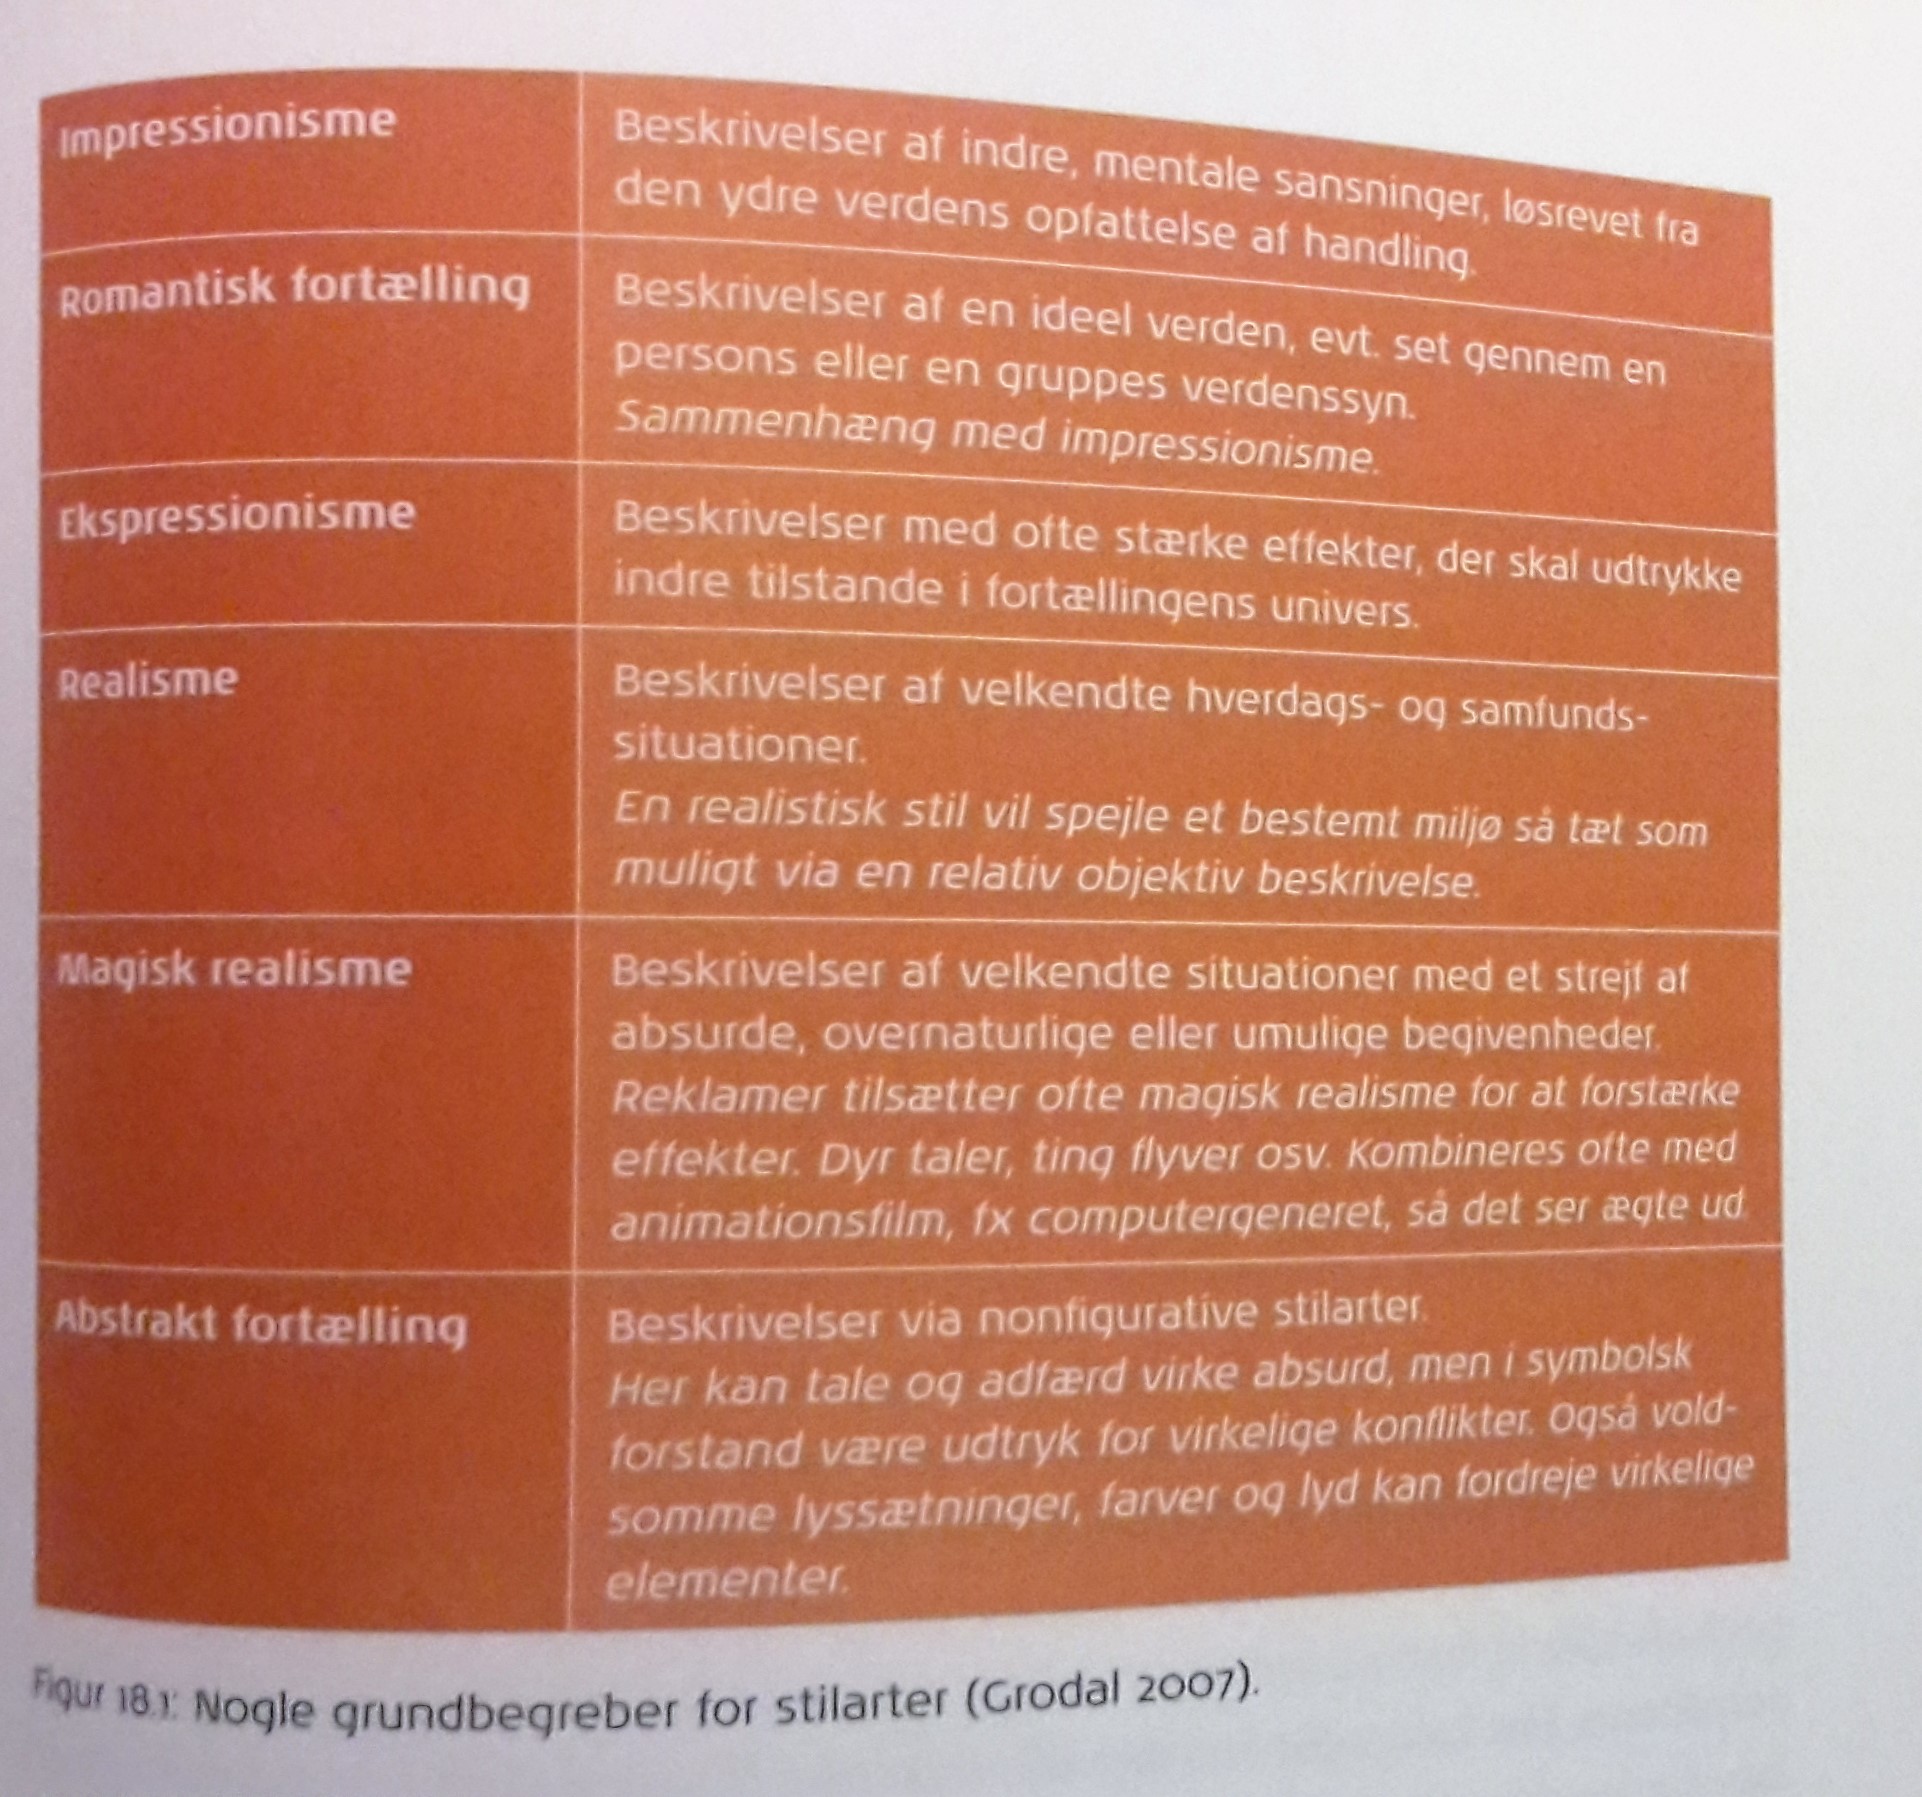 Impressionisme
Beskrivelser af indre, mentale sansninger, løsrevet fra
den ydre verdens opfattelse af handling.
Romantisk fortælling
Beskrivelser af en ideel verden, evt. set gennem en
persons eller en gruppes verdenssyn.
Sammenhæng med impressionisme.
Ekspressionisme
Beskrivelser med ofte stærke effekter, der skal udtrykke
indre tilstande i fortællingens univers.
Realisme
Beskrivelser af velkendte hverdags- og samfunds-
situationer.
En realistisk stil vil spejle et bestemt miljø så tæt som
muligt via en relativ objektiv beskrivelse.
Magisk realisme
Beskrivelser af velkendte situationer med et strejf af
absurde, overnaturlige eller umulige begivenheder.
Reklamer tilsætter ofte magisk realisme for at forstærke
effekter. Dyr taler, ting flyver osv. Kombineres ofte med
animationsfilm, fx computergeneret, så det ser ægte ud.
Abstrakt fortælling
Beskrivelser via nonfigurative stilarter.
Her kan tale og adfærd virke absurd, men i symbolsk
forstand være udtryk for virkelige konflikter. Også vold-
somme lyssætninger, farver og lyd kan fordreje virkelige
elementer.
Figur 18.1: Nogle grundbegreber for stilarter (Grodal 2007).